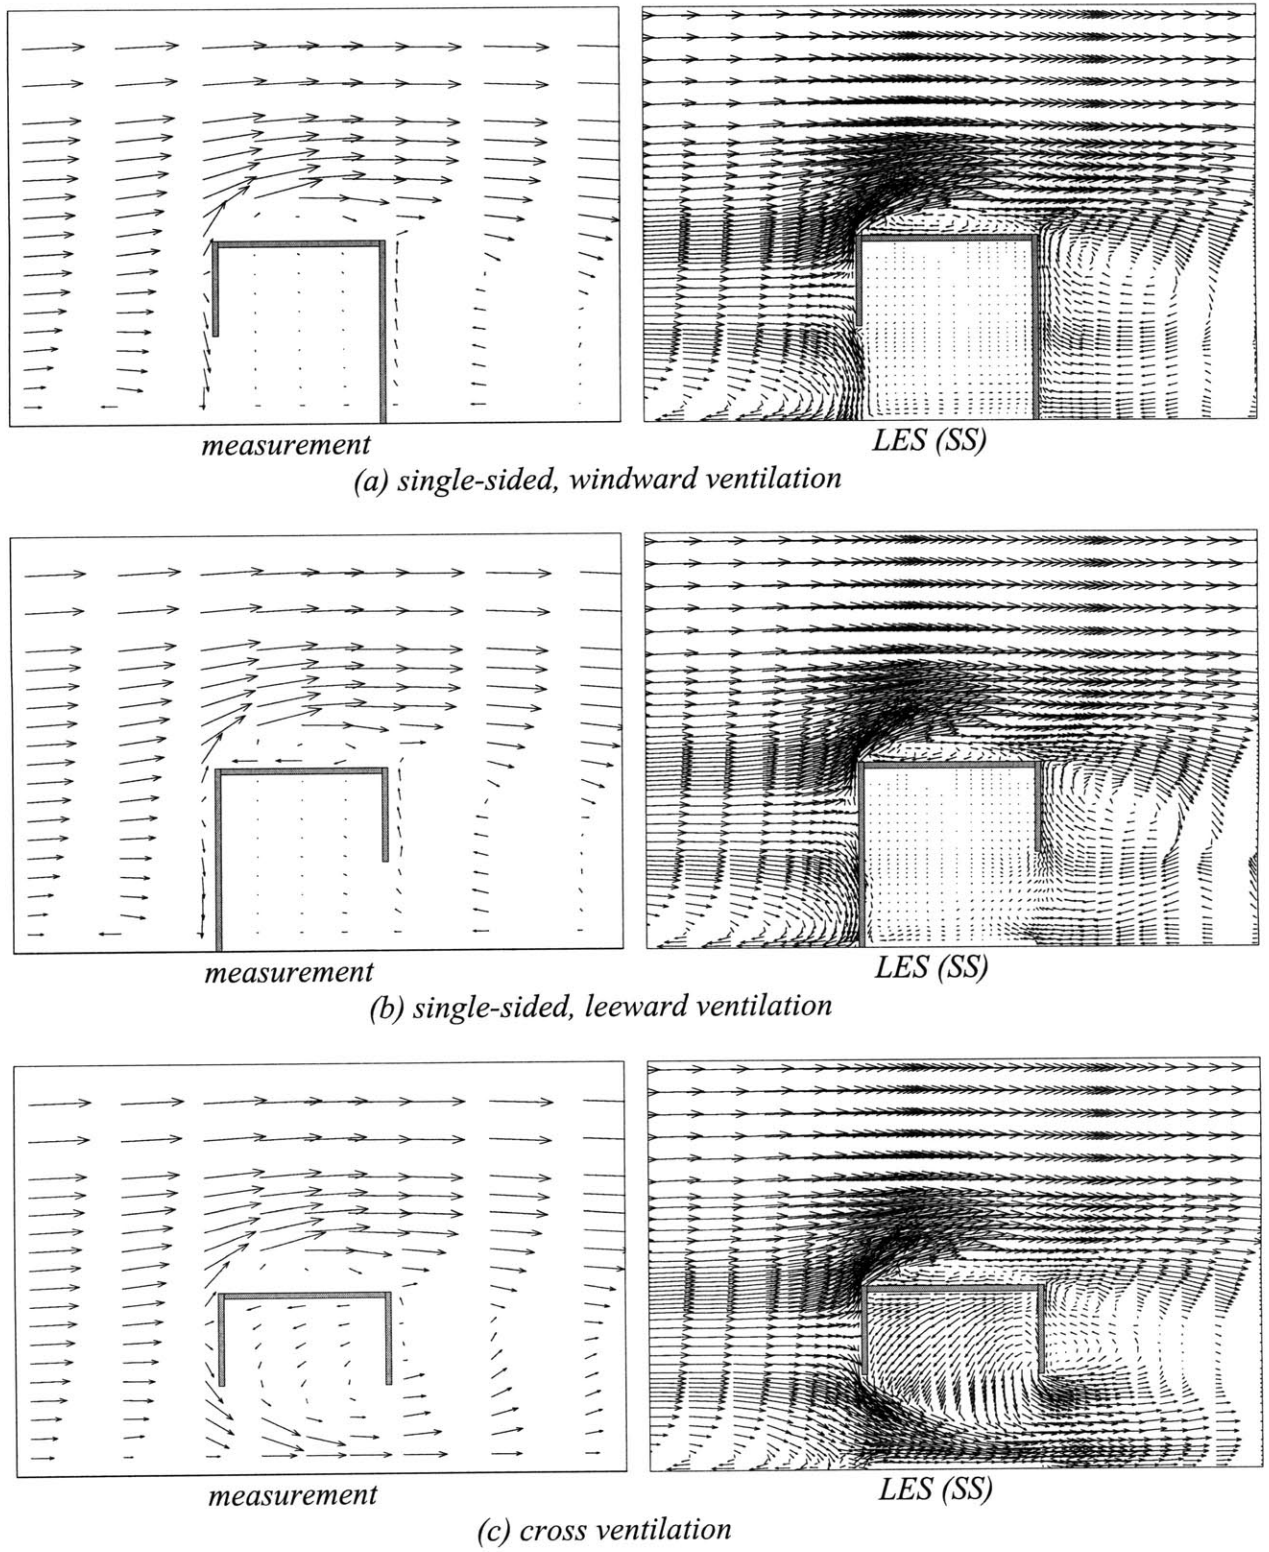 measurement
LES (SS)
(a) single-sided, windward ventilation
measurement
LES (SS)
(b) single-sided, leeward ventilation
measurement
LES (SS)
(c) cross ventilation